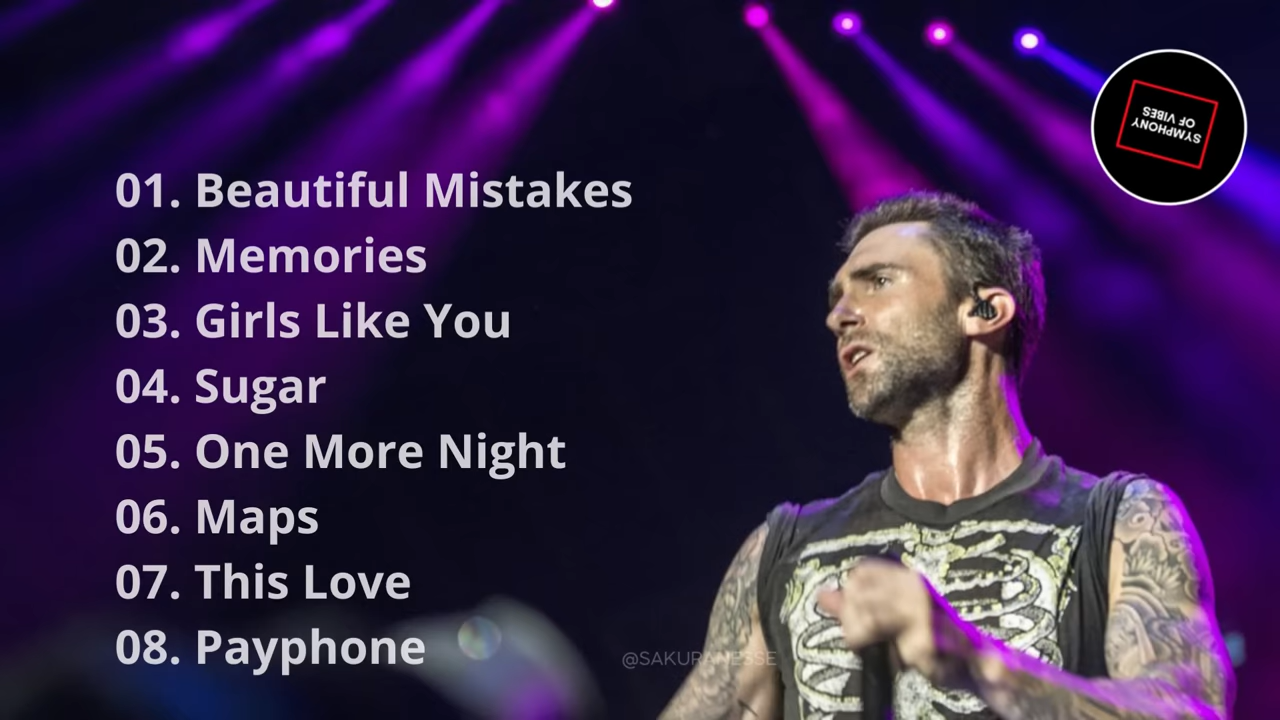 SYMPHONY
OF VIBES
01. Beautiful Mistakes
02. Memories
03. Girls Like You
04. Sugar
05. One More Night
06. Maps
07. This Love
08. Payphone
@SAKURANESSE